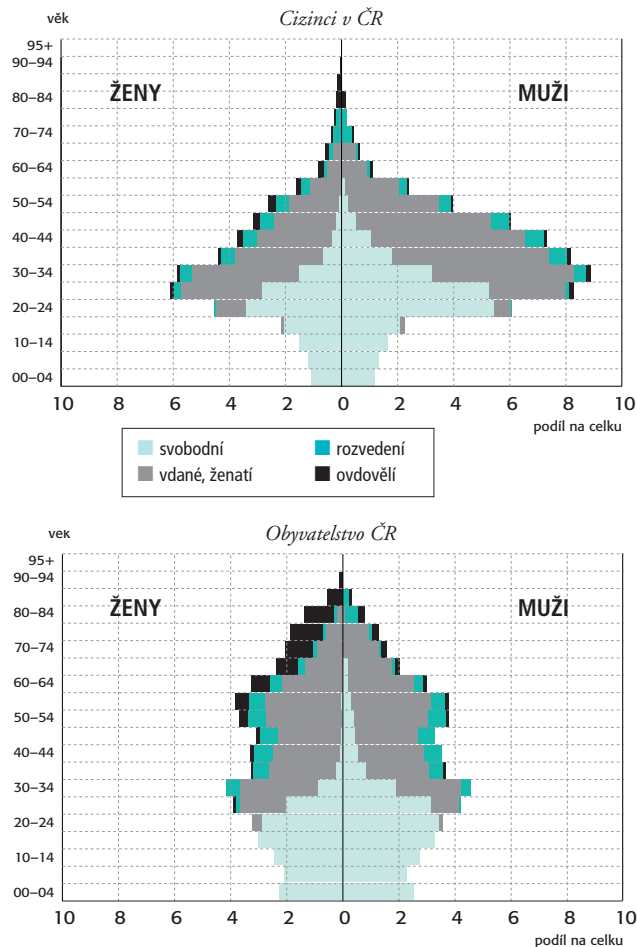 Cizinci v ČR
věk
95+
90–94
ŽENY
MUŽI
80–84
70–74
60–64
50–54
40–44
30–34
20–24
10–14
00–04
10 8 6 4 2 0 2 4 6 8 10
podíl na celku
svobodní
rozvedení
vdané, ženatí
ovdovělí
Obyvatelstvo ČR
vek
95+
90–94
ŽENY
MUŽI
80–84
70–74
60–64
50–54
40–44
30–34
20–24
10–14
00–04
10 8 6 4 2 0 2 4 6 8 10
podíl na celku